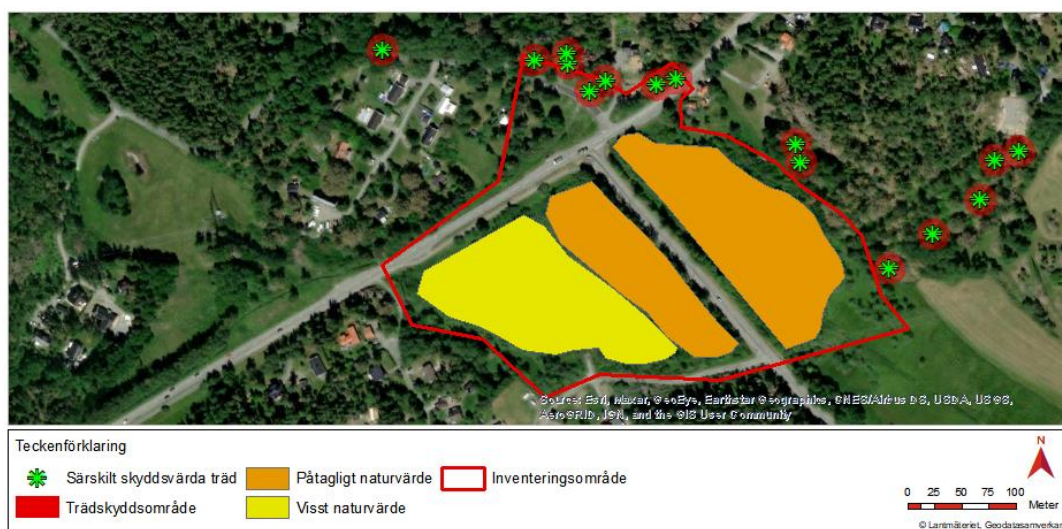 Source: Esri, Maxar, GeoEye, Earthstar Geographics, CNES/Airbus DS, USDA, USGS,
AeroGRID, IGN, and the GIS User Community
Teckenförklaring
Särskilt skyddsvärda träd
Påtagligt naturvärde
Inventeringsområde
Trädskyddsområde
Visst naturvärde
N
0 25 50 75 100
Meter
© Lantmäteriet, Geodatasamverkan